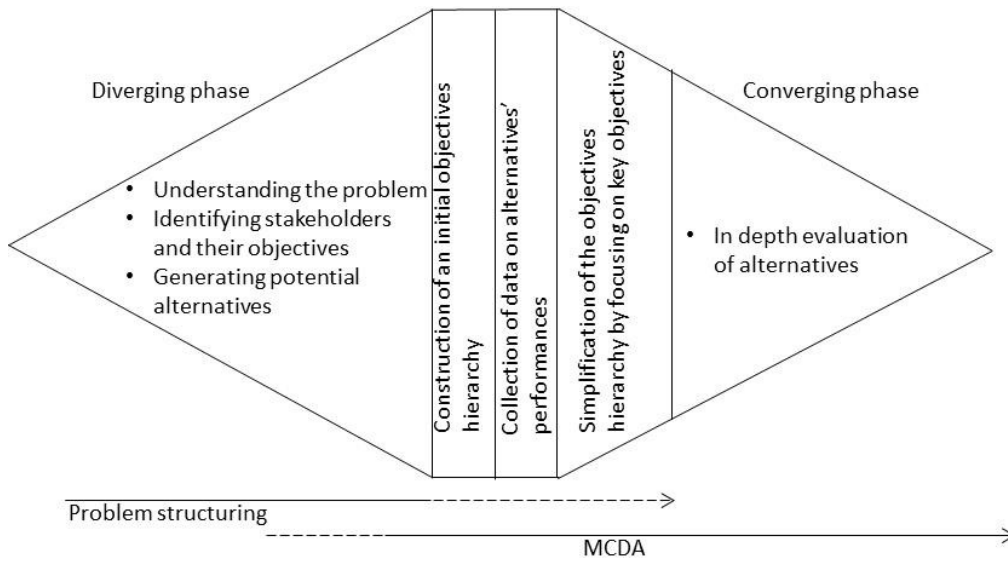 Diverging phase
Converging phase
• Understanding the problem
• Identifying stakeholders
and their objectives
• Generating potential
alternatives
Construction of an initial objectives
hierarchy
Collection of data on alternatives’
performances
Simplification of the objectives
hierarchy by focusing on key objectives
• In depth evaluation
of alternatives
Problem structuring
MCDA